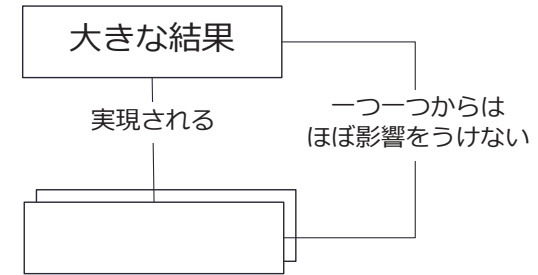 大きな結果
実現される
一つ一つからは
ほぼ影響をうけない